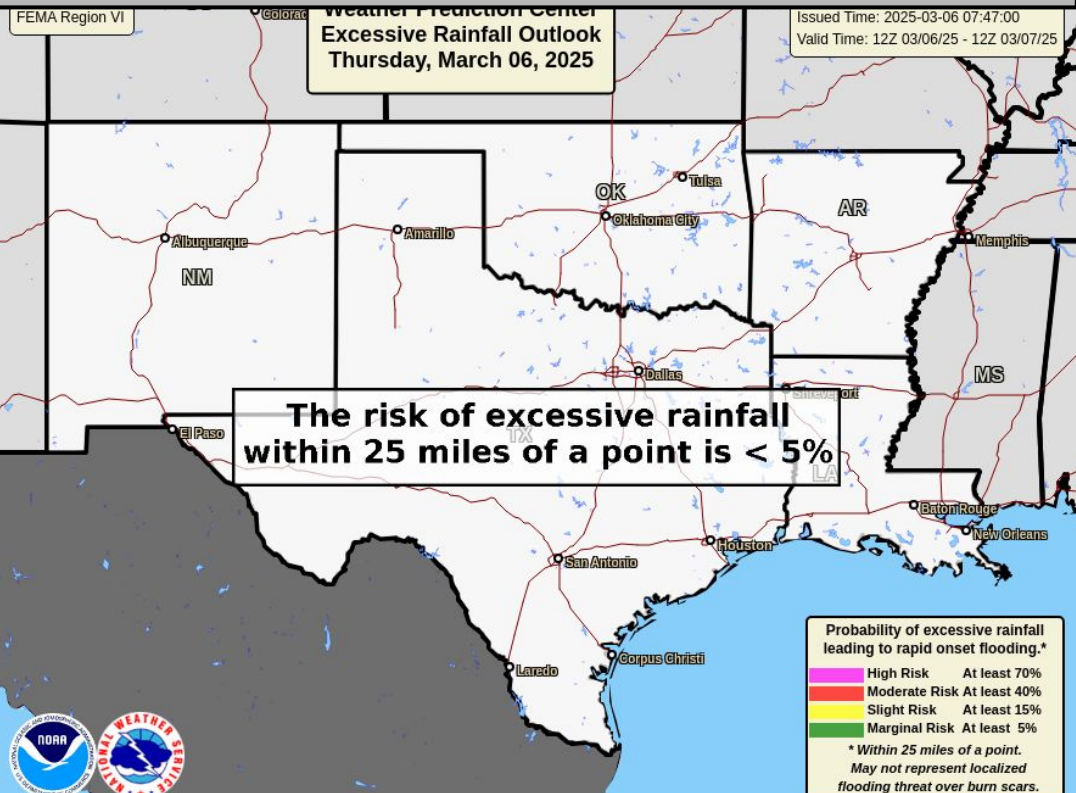 FEMA Region VI
Weather Prediction Center
Excessive Rainfall Outlook
Thursday, March 06, 2025
Issued Time: 2025-03-06 07:47:00
Valid Time: 12Z 03/06/25 - 12Z 03/07/25
Tulsa
OK
Oklahoma City
AR
Albuquerque
Amarillo
Memphis
NM
Dallas
MS
Shreveport
The risk of excessive rainfall
within 25 miles of a point is < 5%
El Paso
TX
LA
Baton Rouge
New Orleans
Houston
San Antonio
Corpus Christi
Laredo
Probability of excessive rainfall
leading to rapid onset flooding.*
High Risk At least 70%
Moderate Risk At least 40%
Slight Risk At least 15%
Marginal Risk At least 5%
* Within 25 miles of a point.
May not represent localized
flooding threat over burn scars.
NOAA
NATIONAL WEATHER SERVICE